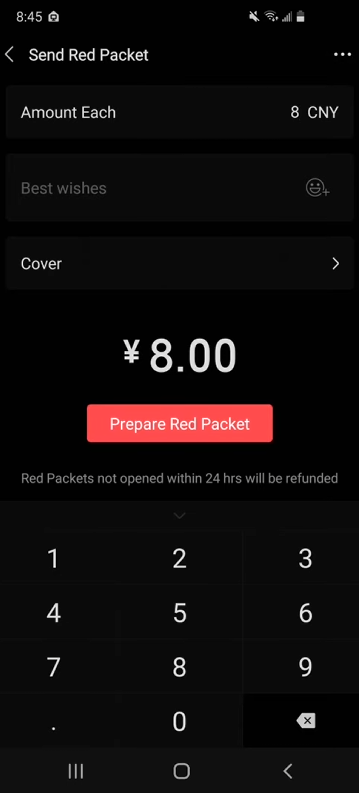 8:45
Send Red Packet
Amount Each 8 CNY
Best wishes
Cover
¥ 8.00
Prepare Red Packet
Red Packets not opened within 24 hrs will be refunded
1 2 3
4 5 6
7 8 9
. 0